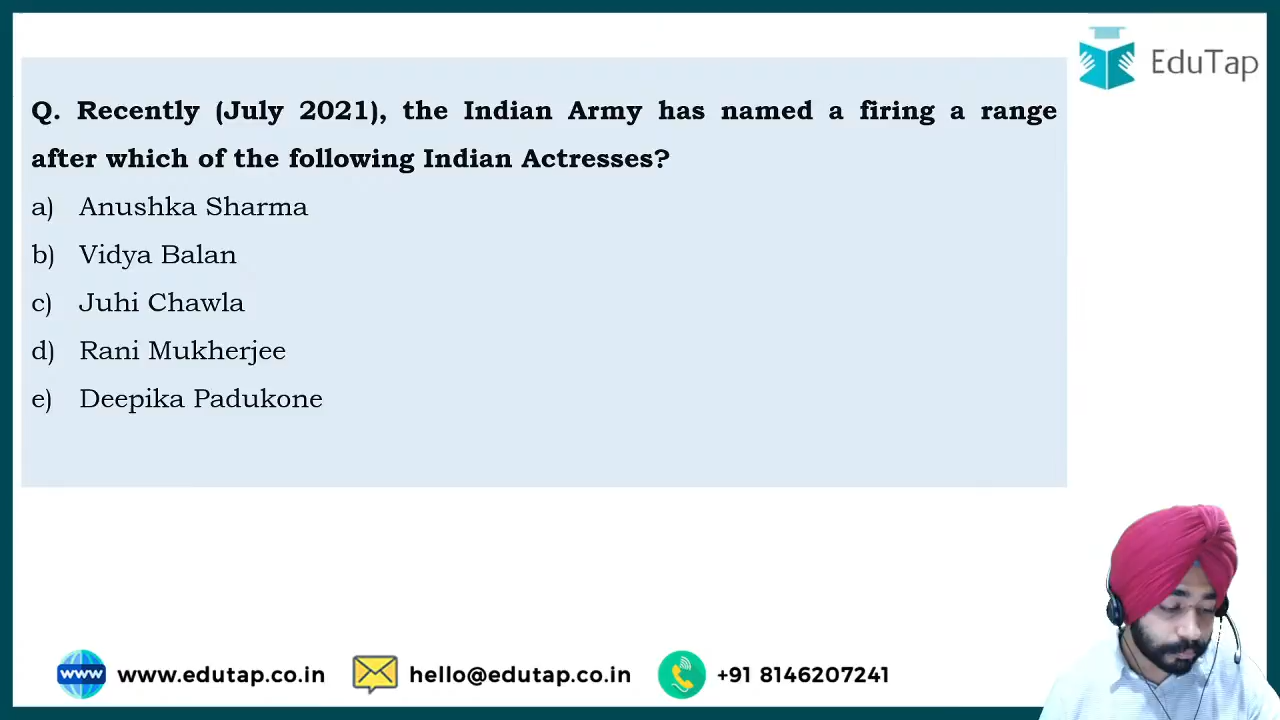 EduTap
Q. Recently (July 2021), the Indian Army has named a firing a range
after which of the following Indian Actresses?
a) Anushka Sharma
b) Vidya Balan
c) Juhi Chawla
d) Rani Mukherjee
e) Deepika Padukone
www www.edutap.co.in hello@edutap.co.in +91 8146207241